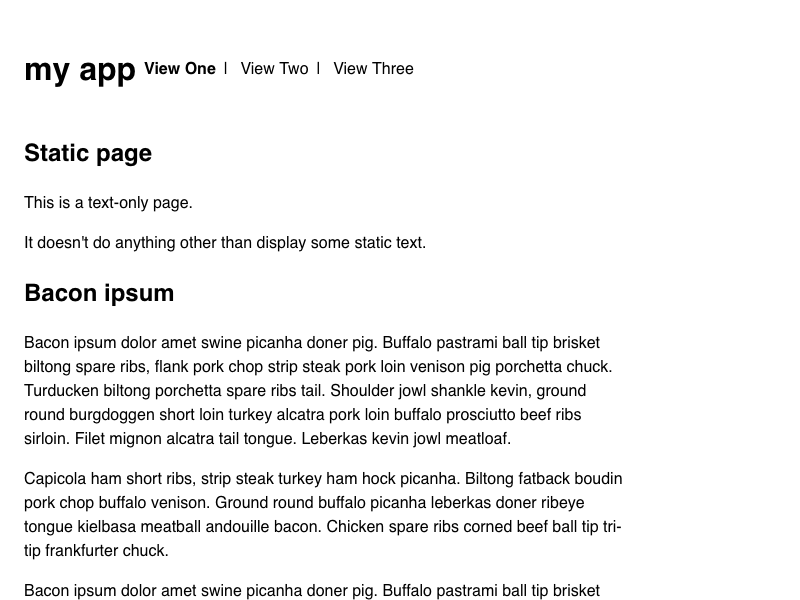 my app View One | View Two | View Three
Static page
This is a text-only page.
It doesn't do anything other than display some static text.
Bacon ipsum
Bacon ipsum dolor amet swine picanha doner pig. Buffalo pastrami ball tip brisket
biltong spare ribs, flank pork chop strip steak pork loin venison pig porchetta chuck.
Turducken biltong porchetta spare ribs tail. Shoulder jowl shankle kevin, ground
round burgdoggen short loin turkey alcatra pork loin buffalo prosciutto beef ribs
sirloin. Filet mignon alcatra tail tongue. Leberkas kevin jowl meatloaf.
Capicola ham short ribs, strip steak turkey ham hock picanha. Biltong fatback boudin
pork chop buffalo venison. Ground round buffalo picanha leberkas doner ribeye
tongue kielbasa meatball andouille bacon. Chicken spare ribs corned beef ball tip tri-
tip frankfurter chuck.
Bacon ipsum dolor amet swine picanha doner pig. Buffalo pastrami ball tip brisket